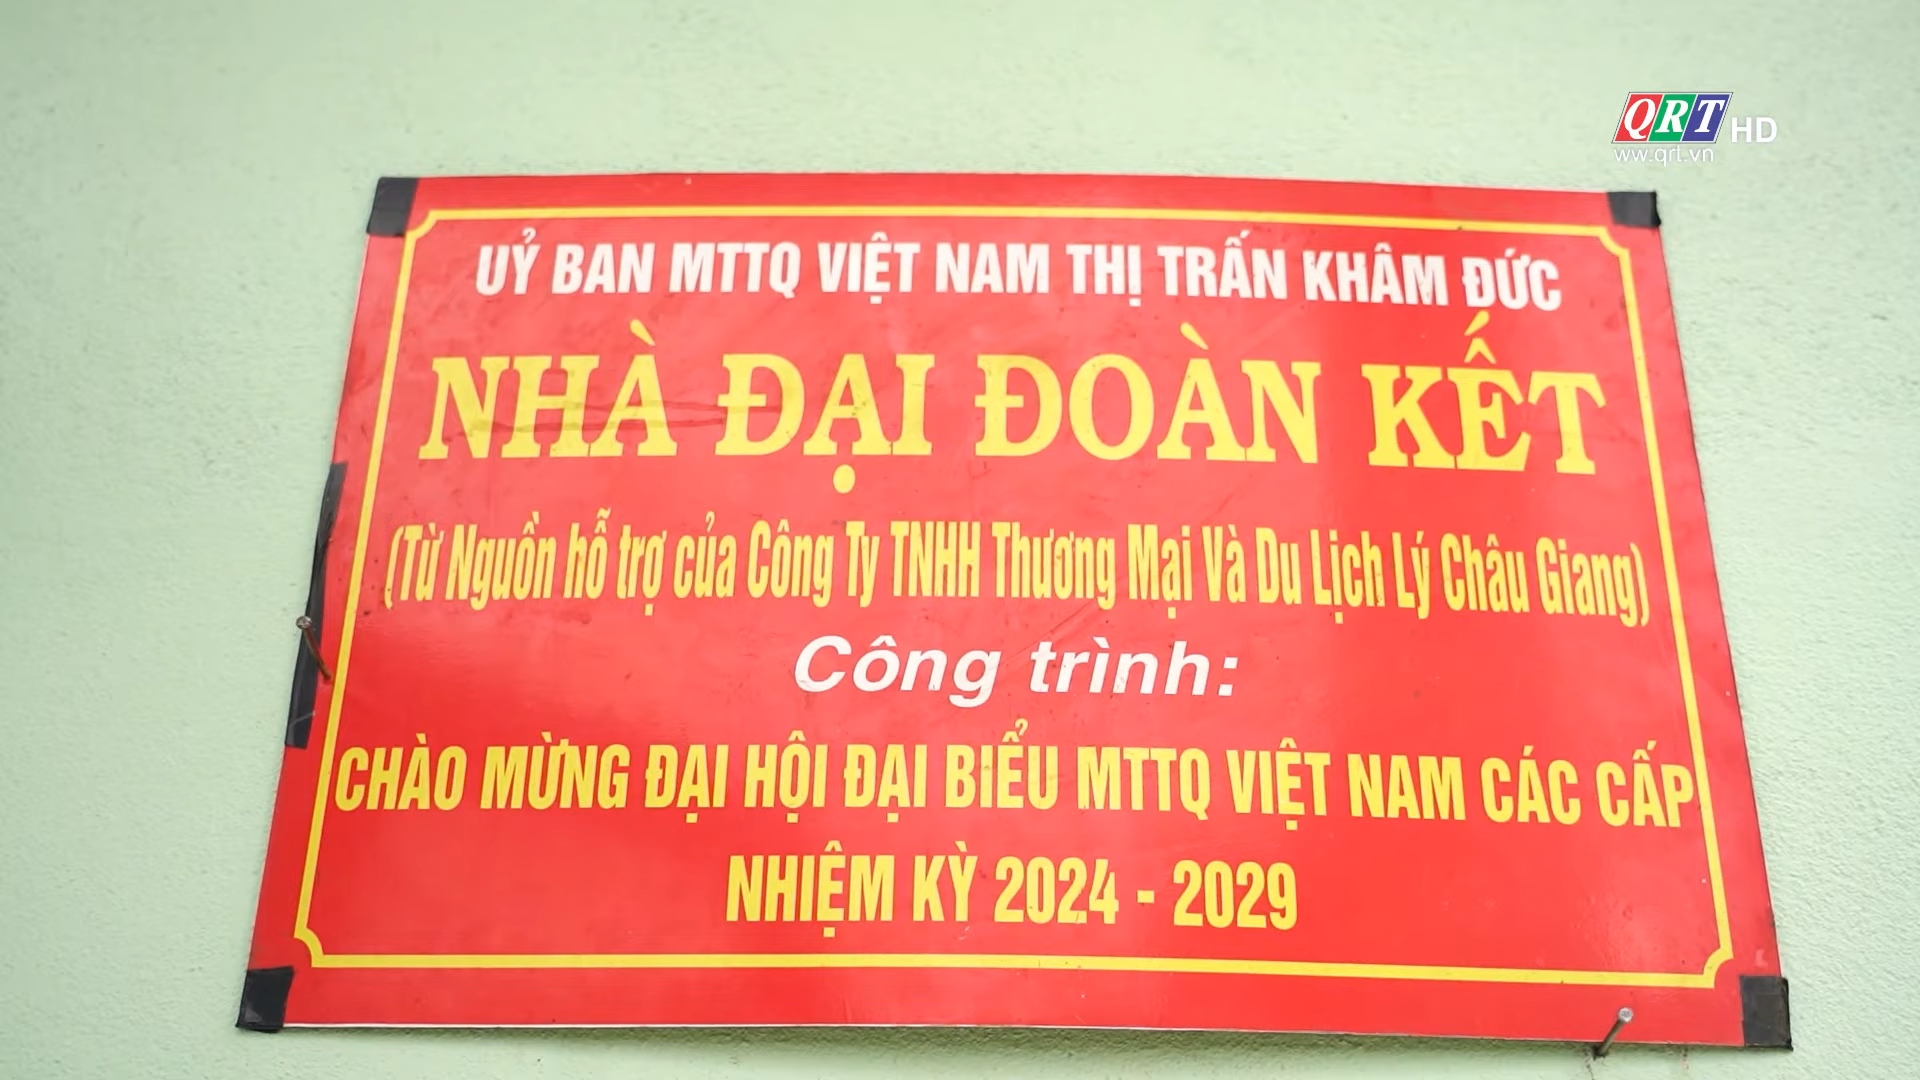 QRT HD
ww.qrt.vn
UỶ BAN MTTQ VIỆT NAM THỊ TRẤN KHÂM ĐỨC
NHÀ ĐẠI ĐOÀN KẾT
(Từ Nguồn hỗ trợ của Công Ty TNHH Thương Mại Và Du Lịch Lý Châu Giang)
Công trình:
CHÀO MỪNG ĐẠI HỘI ĐẠI BIỂU MTTQ VIỆT NAM CÁC CẤP
NHIỆM KỲ 2024 - 2029